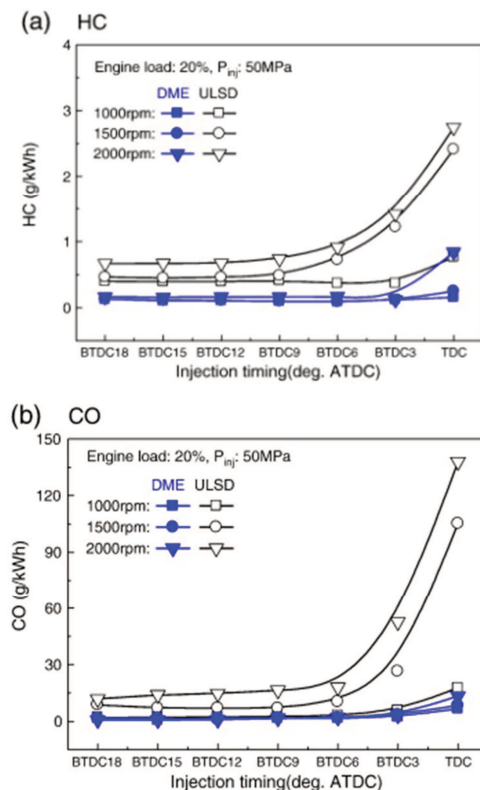 (a) HC
4
Engine load: 20%, Pinj: 50MPa
DME ULSD
1000rpm:
1500rpm:
2000rpm:
3
2
1
0
HC (g/kWh)
BTDC18 BTDC15 BTDC12 BTDC9 BTDC6 BTDC3 TDC
Injection timing(deg. ATDC)
(b) CO
150
Engine load: 20%, Pinj: 50MPa
DME ULSD
1000rpm:
1500rpm:
2000rpm:
120
90
60
30
0
CO (g/kWh)
BTDC18 BTDC15 BTDC12 BTDC9 BTDC6 BTDC3 TDC
Injection timing(deg. ATDC)